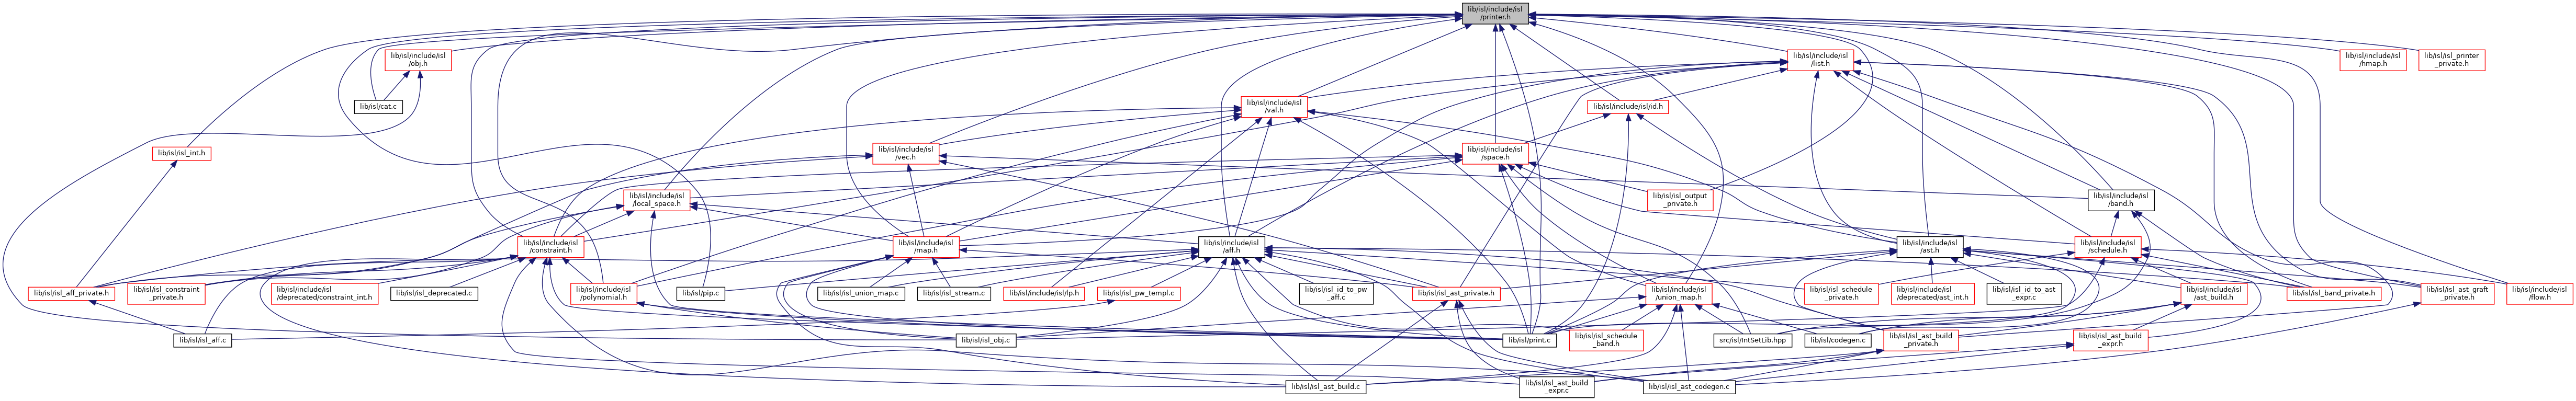 lib/isl/include/isl
/printer.h
lib/isl/include/isl
/obj.h
lib/isl/include/isl
/list.h
lib/isl/include/isl
/hmap.h
lib/isl/isl_printer
_private.h
lib/isl/cat.c
lib/isl/include/isl
/val.h
lib/isl/include/isl/id.h
lib/isl/isl_int.h
lib/isl/include/isl
/vec.h
lib/isl/include/isl
/space.h
lib/isl/include/isl
/local_space.h
lib/isl/isl_output
_private.h
lib/isl/include/isl
/band.h
lib/isl/include/isl
/constraint.h
lib/isl/include/isl
/map.h
lib/isl/include/isl
/aff.h
lib/isl/include/isl
/ast.h
lib/isl/include/isl
/schedule.h
lib/isl/isl_aff_private.h
lib/isl/isl_constraint
_private.h
lib/isl/include/isl
/deprecated/constraint_int.h
lib/isl/isl_deprecated.c
lib/isl/include/isl
/polynomial.h
lib/isl/pip.c
lib/isl/isl_union_map.c
lib/isl/isl_stream.c
lib/isl/include/isl/lp.h
lib/isl/isl_pw_templ.c
lib/isl/isl_id_to_pw
_aff.c
lib/isl/isl_ast_private.h
lib/isl/include/isl
/union_map.h
lib/isl/isl_schedule
_private.h
lib/isl/include/isl
/deprecated/ast_int.h
lib/isl/isl_id_to_ast
_expr.c
lib/isl/include/isl
/ast_build.h
lib/isl/isl_band_private.h
lib/isl/isl_ast_graft
_private.h
lib/isl/include/isl
/flow.h
lib/isl/isl_aff.c
lib/isl/isl_obj.c
lib/isl/print.c
lib/isl/isl_schedule
_band.h
src/isl/IntSetLib.hpp
lib/isl/codegen.c
lib/isl/isl_ast_build
_private.h
lib/isl/isl_ast_build
_expr.h
lib/isl/isl_ast_build.c
lib/isl/isl_ast_build
_expr.c
lib/isl/isl_ast_codegen.c